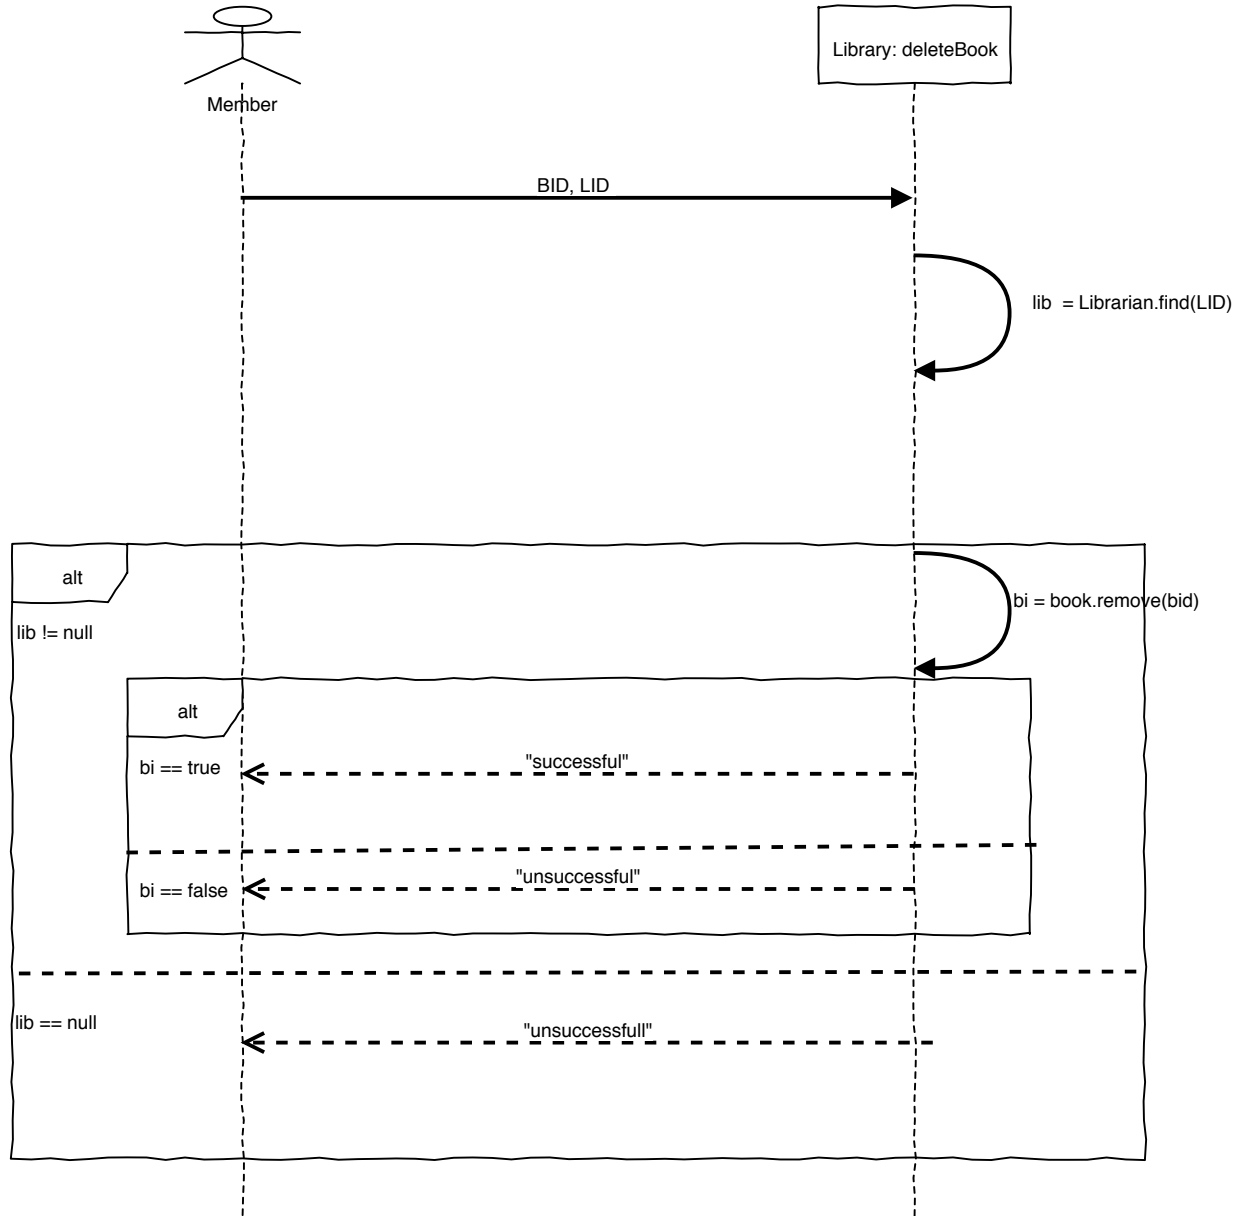 Library: deleteBook
Member
BID, LID
lib  = Librarian.find(LID)
alt
bi = book.remove(bid)
lib != null
alt
bi == true
"successful"
bi == false
"unsuccessful"
lib == null
"unsuccessfull"